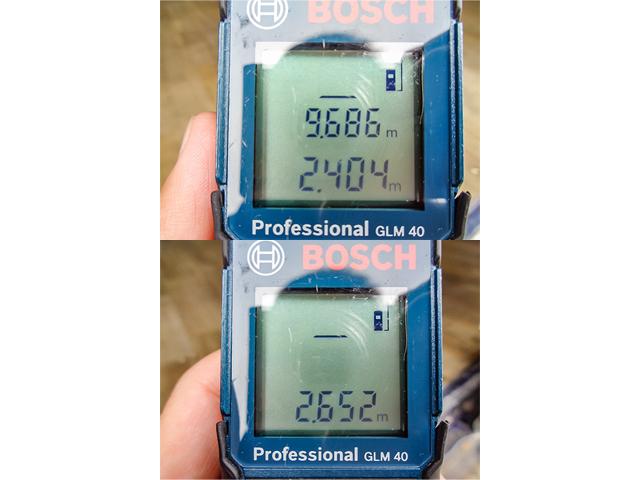 BOSCH
9.686 m
2.404 m
Professional GLM 40
BOSCH
2.652 m
Professional GLM 40